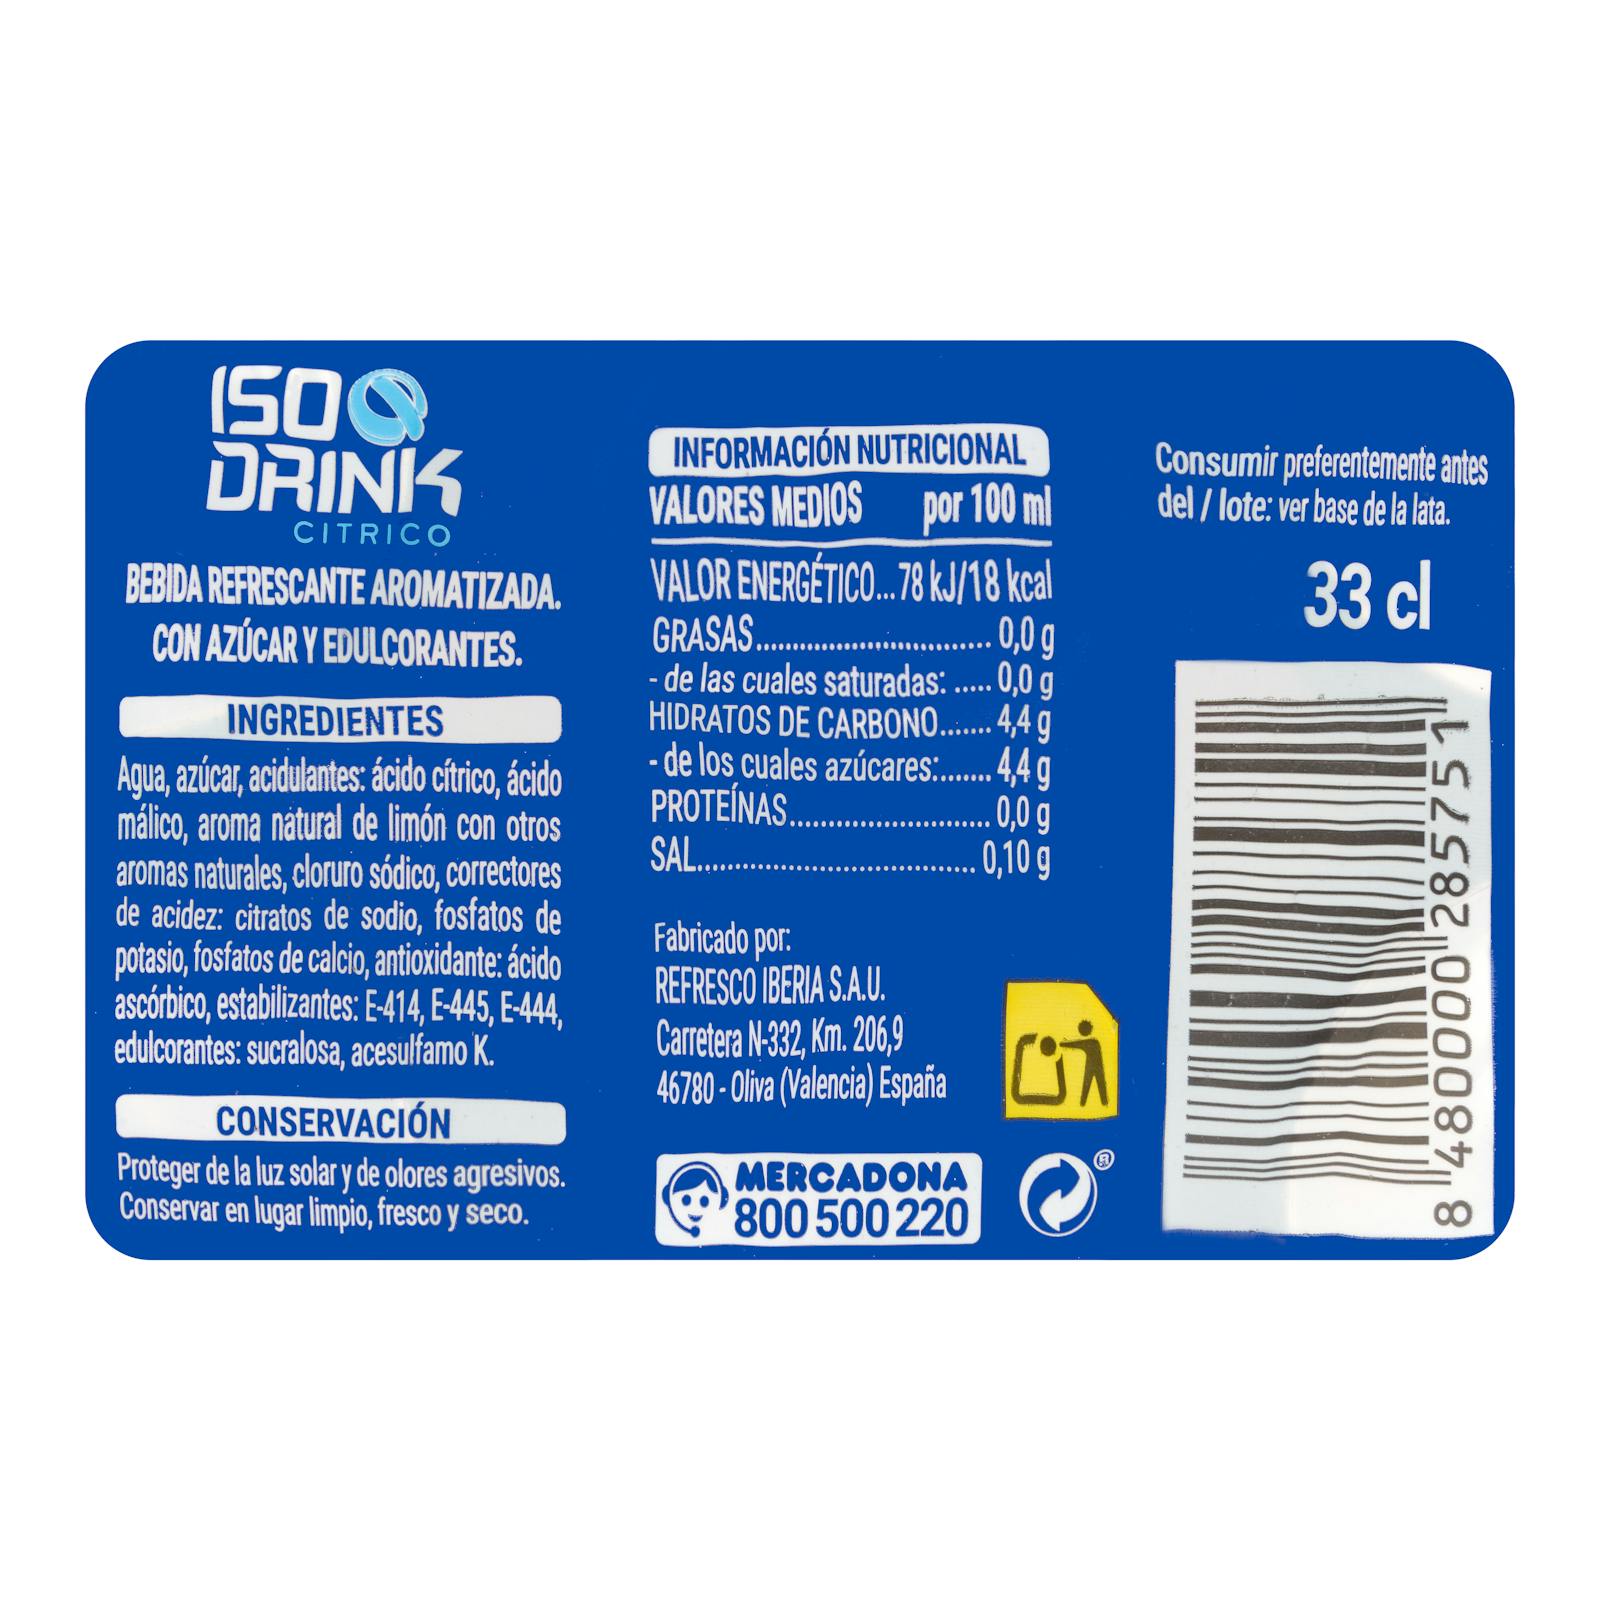 ISO
DRINK
CITRICO
BEBIDA REFRESCANTE AROMATIZADA.
CON AZÚCAR Y EDULCORANTES.
INGREDIENTES
Agua, azúcar, acidulantes: ácido cítrico, ácido
málico, aroma natural de limón con otros
aromas naturales, cloruro sódico, correctores
de acidez: citratos de sodio, fosfatos de
potasio, fosfatos de calcio, antioxidante: ácido
ascórbico, estabilizantes: E-414, E-445, E-444,
edulcorantes: sucralosa, acesulfamo K.
CONSERVACIÓN
Proteger de la luz solar y de olores agresivos.
Conservar en lugar limpio, fresco y seco.
INFORMACIÓN NUTRICIONAL
VALORES MEDIOS por 100 ml
VALOR ENERGÉTICO...78 kJ/18 kcal
GRASAS.............................. 0,0 g
- de las cuales saturadas: ..... 0,0 g
HIDRATOS DE CARBONO....... 4,4 g
- de los cuales azúcares:........ 4,4 g
PROTEÍNAS.......................... 0,0 g
SAL.................................... 0,10 g
Fabricado por:
REFRESCO IBERIA S.A.U.
Carretera N-332, Km. 206,9
46780 - Oliva (Valencia) España
MERCADONA
800 500 220
®
Consumir preferentemente antes
del / lote: ver base de la lata.
33 cl
8 480000 285751